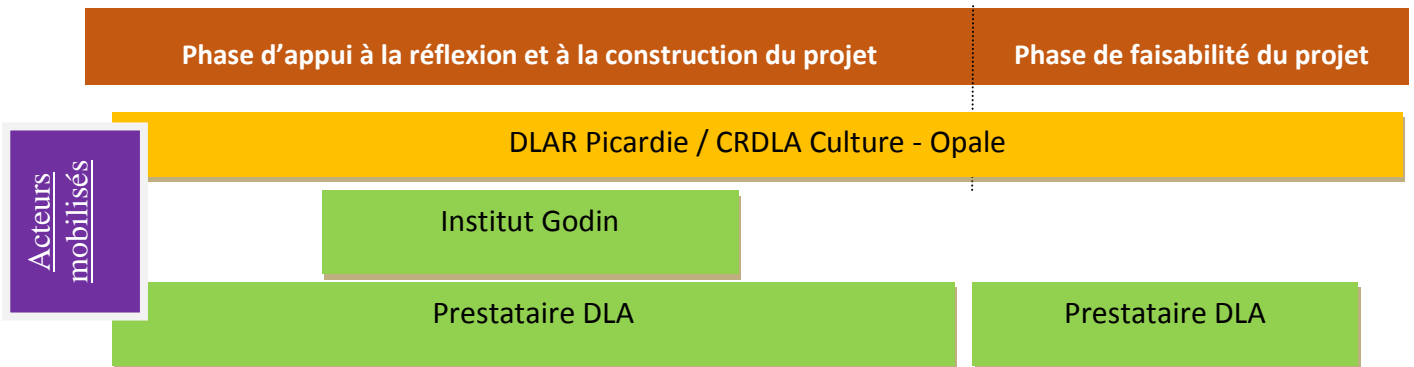 Phase d’appui à la réflexion et à la construction du projet
Phase de faisabilité du projet
DLAR Picardie / CRDLA Culture - Opale
Acteurs
mobilisés
Institut Godin
Prestataire DLA
Prestataire DLA